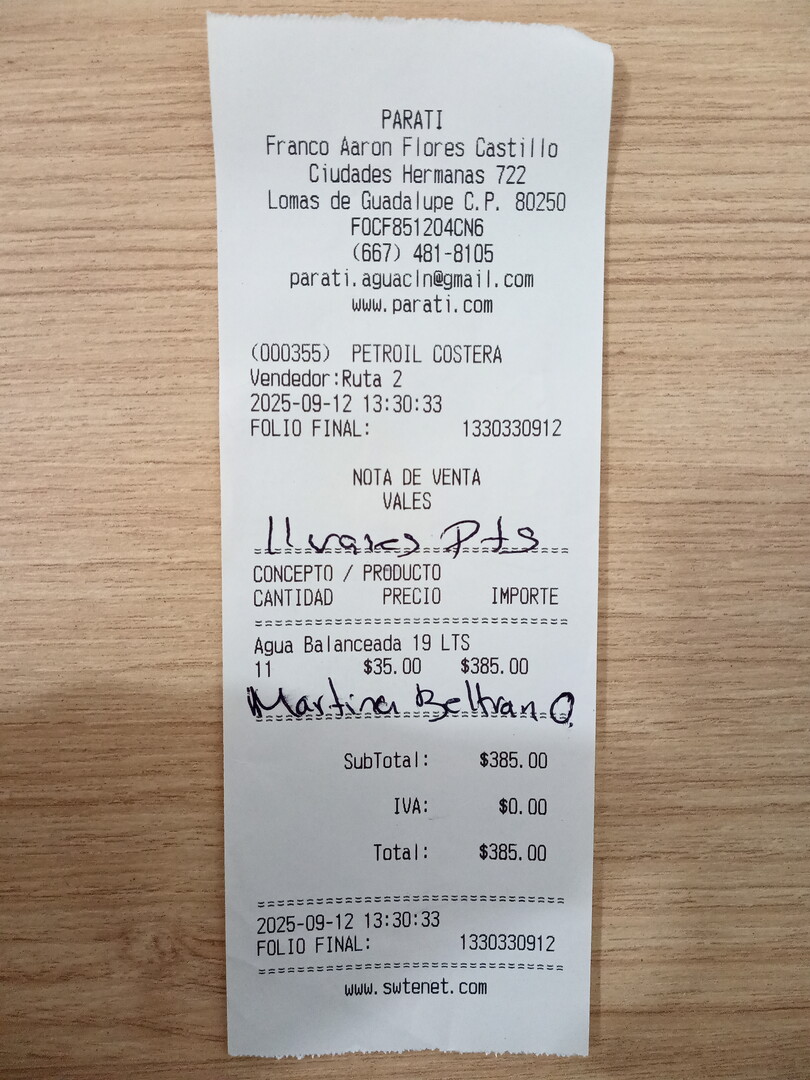 PARATI
Franco Aaron Flores Castillo
Ciudades Hermanas 722
Lomas de Guadalupe C.P. 80250
FOCF851204CN6
(667) 481-8105
parati.aguacln@gmail.com
www.parati.com
(000355) PETROIL COSTERA
Vendedor:Ruta 2
2025-09-12 13:30:33
FOLIO FINAL: 1330330912
NOTA DE VENTA
VALES
CONCEPTO / PRODUCTO
CANTIDAD PRECIO IMPORTE
Agua Balanceada 19 LTS
11 $35.00 $385.00
Martina Beltran O.
SubTotal: $385.00
IVA: $0.00
Total: $385.00
2025-09-12 13:30:33
FOLIO FINAL: 1330330912
www.swtenet.com